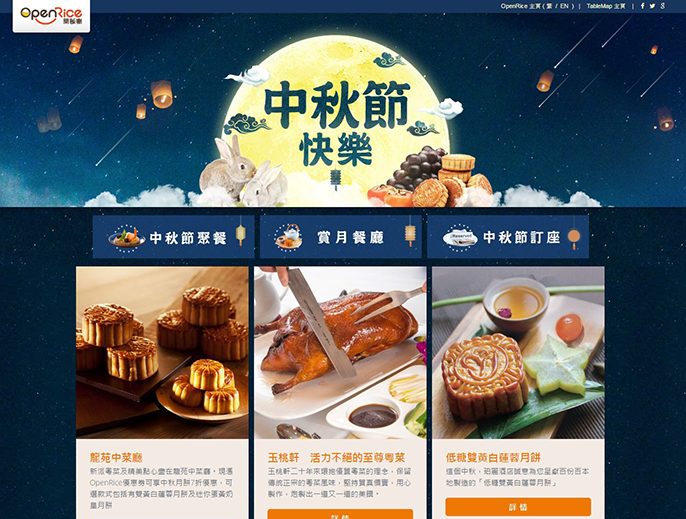 OpenRice
開飯喇
OpenRice 主頁 ( 繁 / EN ) | TableMap 主頁 |
中秋節
快樂
中秋節聚餐
賞月餐廳
Reserved
中秋節訂座
龍苑中菜廳
新派粵菜及精美點心盡在龍苑中菜廳。現憑
OpenRice優惠券可享中秋月餅7折優惠，可
選款式包括有雙黃白蓮蓉月餅及迷你蛋黃奶
皇月餅
玉桃軒　活力不絕的至尊粵菜
玉桃軒二十年來抱擁優質粵菜的理念，保留
傳統正宗的粵菜風味，堅持貨真價實，用心
製作，炮製出一道又一道的美饌。
詳情
低糖雙黃白蓮蓉月餅
這個中秋，珀麗酒店誠意為您呈獻百份百本
地製造的「低糖雙黃白蓮蓉月餅」
詳情